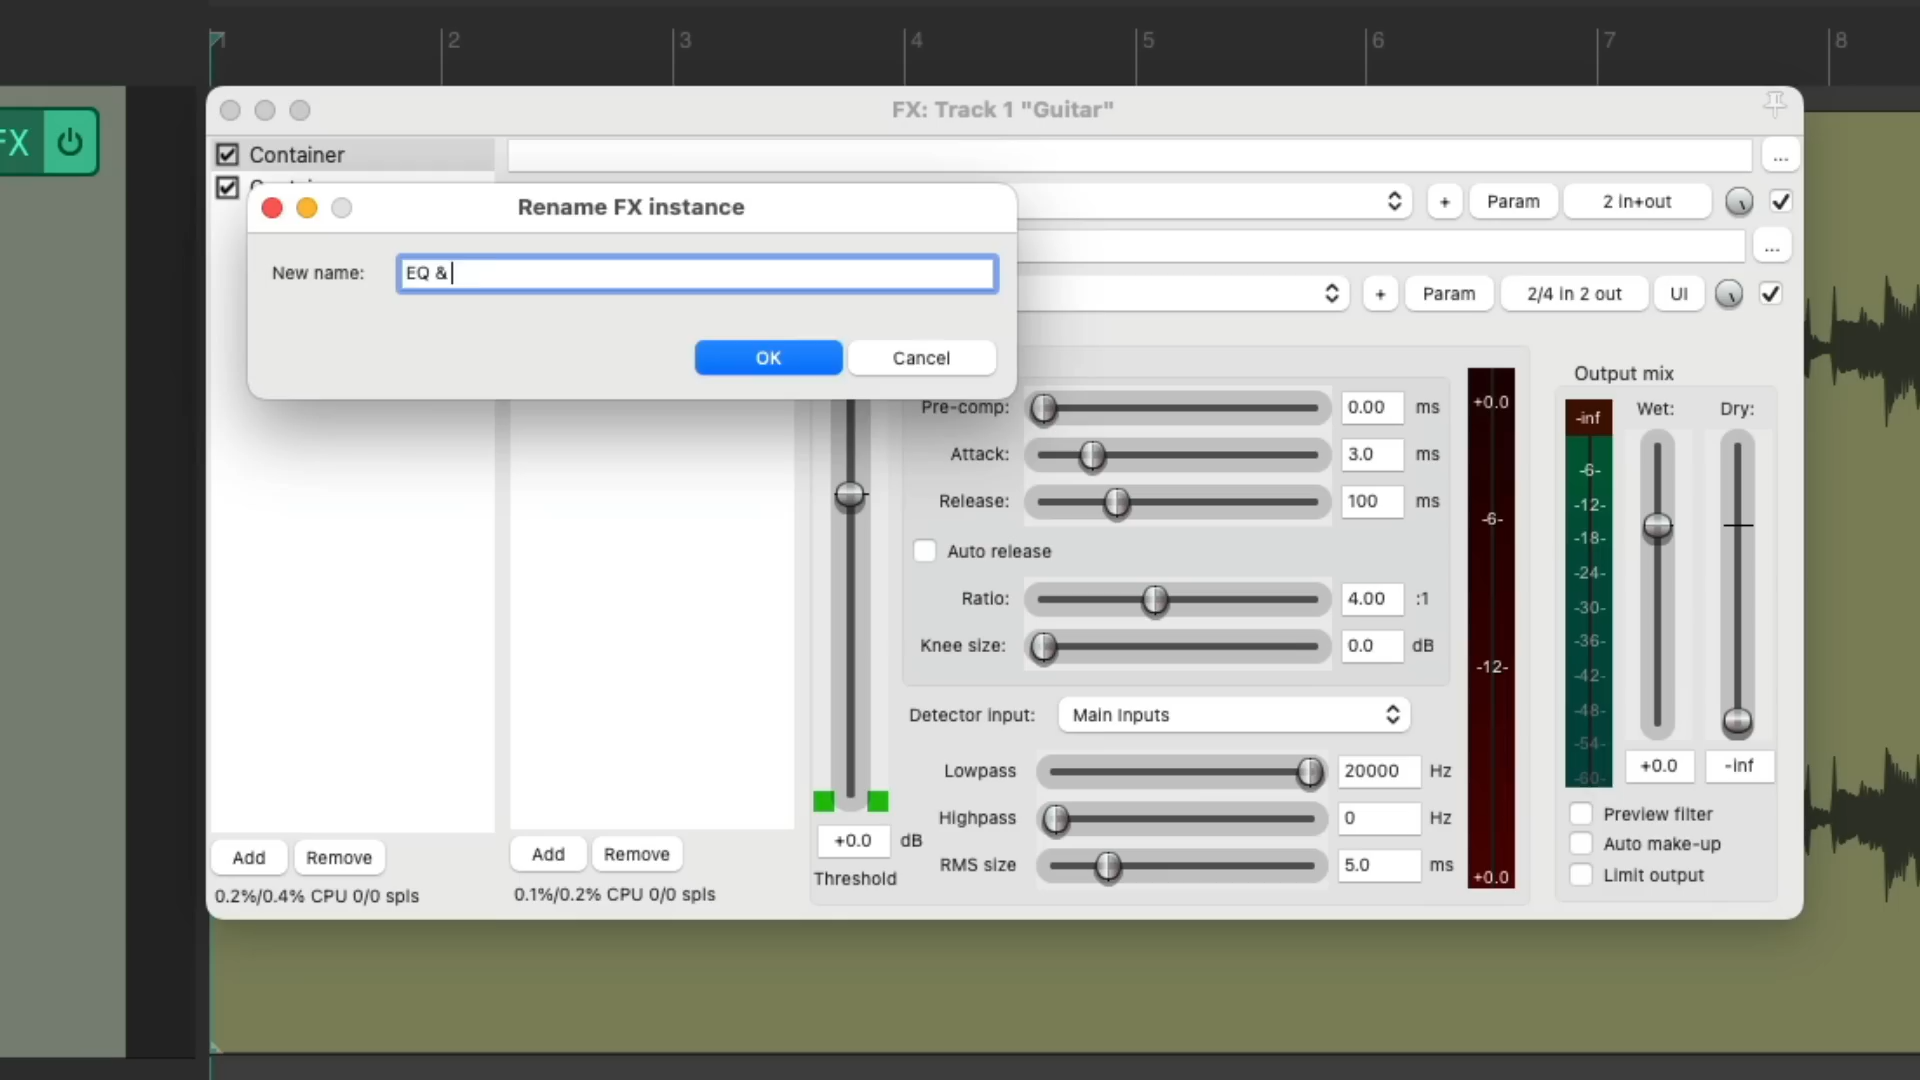 1 2 3 4 5 6 7 8
FX
FX: Track 1 "Guitar"
Container
...
Rename FX instance
New name: EQ &
OK Cancel
+ Param 2 in+out
...
+ Param 2/4 in 2 out UI
Pre-comp: 0.00 ms
Attack: 3.0 ms
Release: 100 ms
Auto release
Ratio: 4.00 :1
Knee size: 0.0 dB
Detector input: Main Inputs
Lowpass 20000 Hz
Highpass 0 Hz
RMS size 5.0 ms
+0.0 dB
Threshold
+0.0
-6-
-12-
+0.0
Output mix
Wet: Dry:
-inf
-6-
-12-
-18-
-24-
-30-
-36-
-42-
-48-
-54-
-60-
+0.0 -inf
Preview filter
Auto make-up
Limit output
Add Remove
0.2%/0.4% CPU 0/0 spls
Add Remove
0.1%/0.2% CPU 0/0 spls